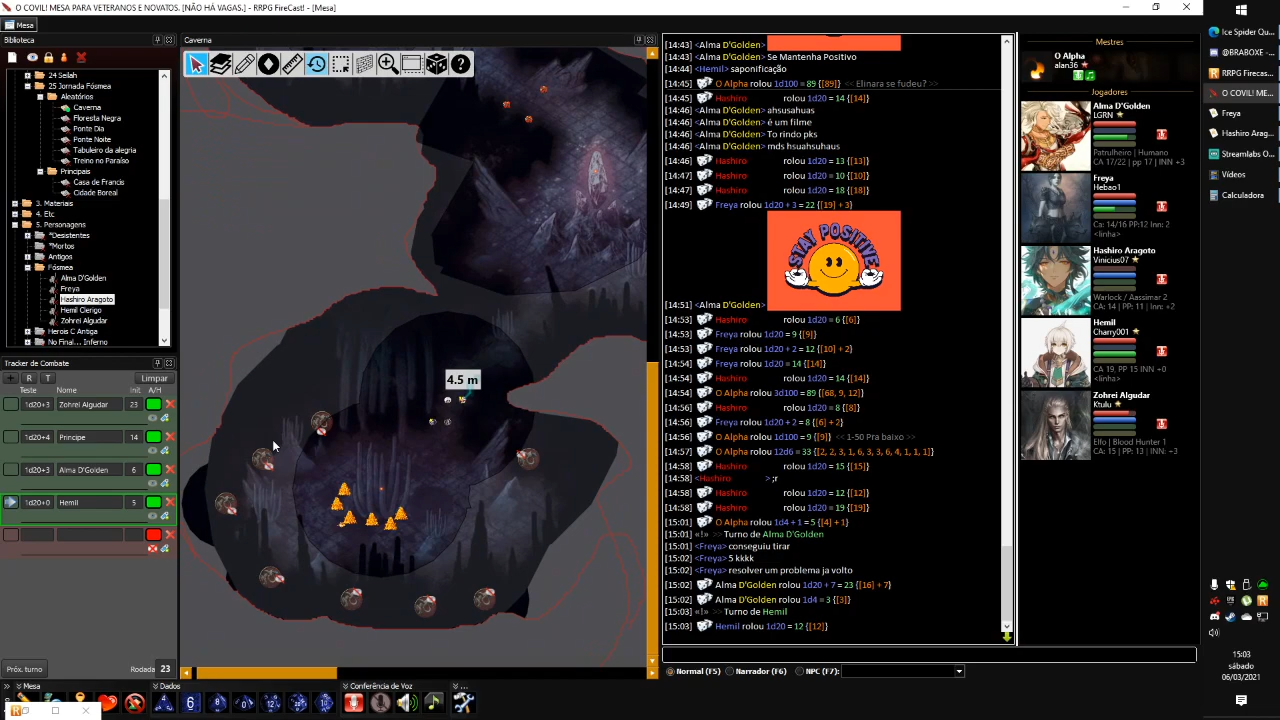 O COVIL! MESA PARA VETERANOS E NOVATOS. [NÃO HÁ VAGAS.] - RRPG FireCast! - [Mesa]
Mesa
Biblioteca
24 Seilah
25 Jornada Fósmea
Aleatórios
Caverna
Floresta Negra
Ponte Dia
Ponte Noite
Tabuleiro da alegria
Treino no Paraíso
Principais
Casa de Francis
Cidade Boreal
3. Materiais
4. Etc
5. Personagens
*Desistentes
*Mortos
Antigos
Fósmea
Alma D'Golden
Freya
Hashiro Aragoto
Hemil Clerigo
Zohrei Algudar
Herois C Antiga
No Final... Inferno
Tracker de Combate
+ R T Limpar
Teste Nome Init A/H
1d20+3 Zohrei Algudar 23
1d20+4 Principe 14
1d20+3 Alma D'Golden 6
1d20+0 Hemil 5
Próx. turno Rodada 23
Caverna
4.5 m
[14:43] <Alma D'Golden>
[14:43] <Alma D'Golden> Se Mantenha Positivo
[14:44] <Hemil> saponificação
[14:45] O Alpha rolou 1d100 = 89 {[89]} << Elinara se fudeu? >
[14:45] Hashiro rolou 1d20 = 14 {[14]}
[14:46] <Alma D'Golden> ahsusahuas
[14:46] <Alma D'Golden> é um filme
[14:46] <Alma D'Golden> To rindo pks
[14:46] <Alma D'Golden> mds hsuahsuhaus
[14:46] Hashiro rolou 1d20 = 13 {[13]}
[14:47] Hashiro rolou 1d20 = 10 {[10]}
[14:47] Hashiro rolou 1d20 = 18 {[18]}
[14:49] Freya rolou 1d20 + 3 = 22 {[19] + 3}
STAY POSITIVE
[14:51] <Alma D'Golden>
[14:53] Hashiro rolou 1d20 = 6 {[6]}
[14:53] Freya rolou 1d20 = 9 {[9]}
[14:53] Freya rolou 1d20 + 2 = 12 {[10] + 2}
[14:54] Freya rolou 1d20 = 14 {[14]}
[14:54] Hashiro rolou 1d20 = 14 {[14]}
[14:54] O Alpha rolou 3d100 = 89 {[68, 9, 12]}
[14:56] Hashiro rolou 1d20 = 8 {[8]}
[14:56] Freya rolou 1d20 + 2 = 8 {[6] + 2}
[14:56] O Alpha rolou 1d100 = 9 {[9]} << 1-50 Pra baixo >>
[14:57] O Alpha rolou 12d6 = 33 {[2, 2, 3, 1, 6, 3, 3, 6, 4, 1, 1, 1]}
[14:58] Hashiro rolou 1d20 = 15 {[15]}
[14:58] <Hashiro > ;r
[14:58] Hashiro rolou 1d20 = 12 {[12]}
[14:58] Hashiro rolou 1d20 = 19 {[19]}
[15:01] O Alpha rolou 1d4 + 1 = 5 {[4] + 1}
[15:01] «!» >> Turno de Alma D'Golden
[15:01] <Freya> conseguiu tirar
[15:01] <Freya> 5 kkkk
[15:02] <Freya> resolver um problema ja volto
[15:02] Alma D'Golden rolou 1d20 + 7 = 23 {[16] + 7}
[15:02] Alma D'Golden rolou 1d4 = 3 {[3]}
[15:03] «!» >> Turno de Hemil
[15:03] Hemil rolou 1d20 = 12 {[12]}
Normal (F5) Narrador (F6) NPC (F7):
Mestres
O Alpha
alan36
Jogadores
Alma D'Golden
LGRN
Patrulheiro | Humano
CA 17/22 | pp 17 | INN +3
Freya
Hebao1
Ca: 14/16 PP:12 Inn: 2
<linha>
Hashiro Aragoto
Vinicius07
Warlock / Aassimar 2
CA: 14 | PP: 11 | Inn: +2
Hemil
Charry001
CA 19, PP 15 INN +0
<linha>
Zohrei Algudar
Ktulu
Elfo | Blood Hunter 1
CA: 15 | PP: 13, INN: +3
Ice Spider Qu...
@BRABOXE - ...
RRPG Firecas...
O COVIL! ME...
Freya
Hashiro Arag...
Streamlabs O...
Vídeos
Calculadora
15:03
sábado
06/03/2021
Mesa Dados Conferência de Voz ...